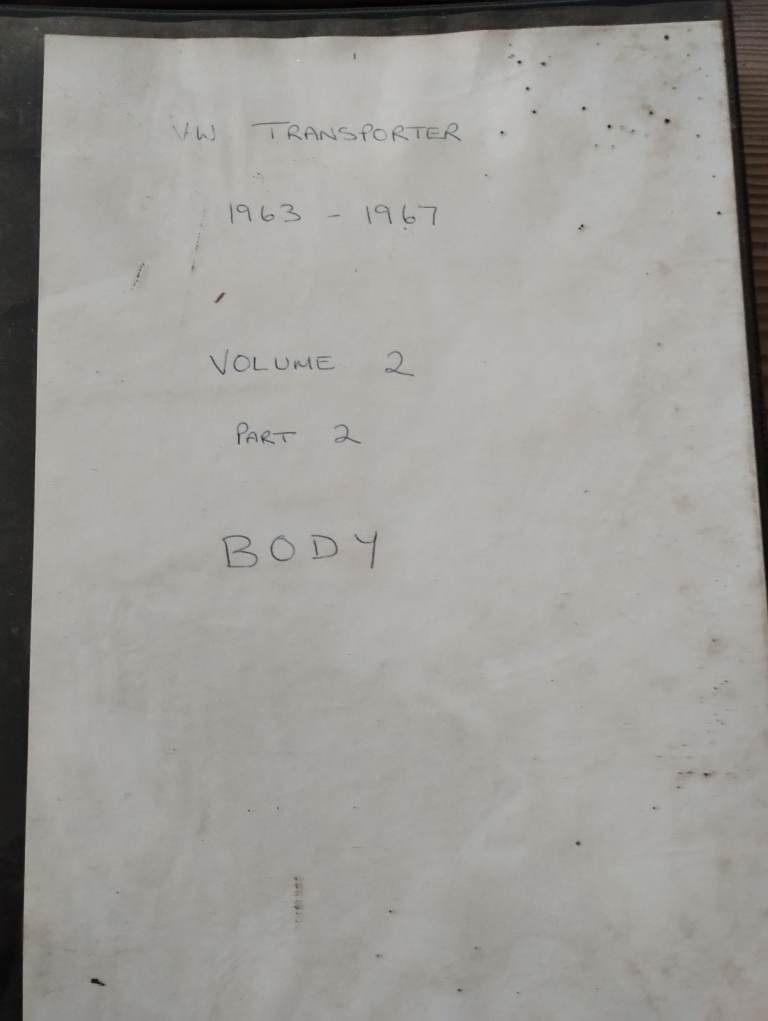 VW TRANSPORTER
1963 - 1967
VOLUME 2
PART 2
BODY